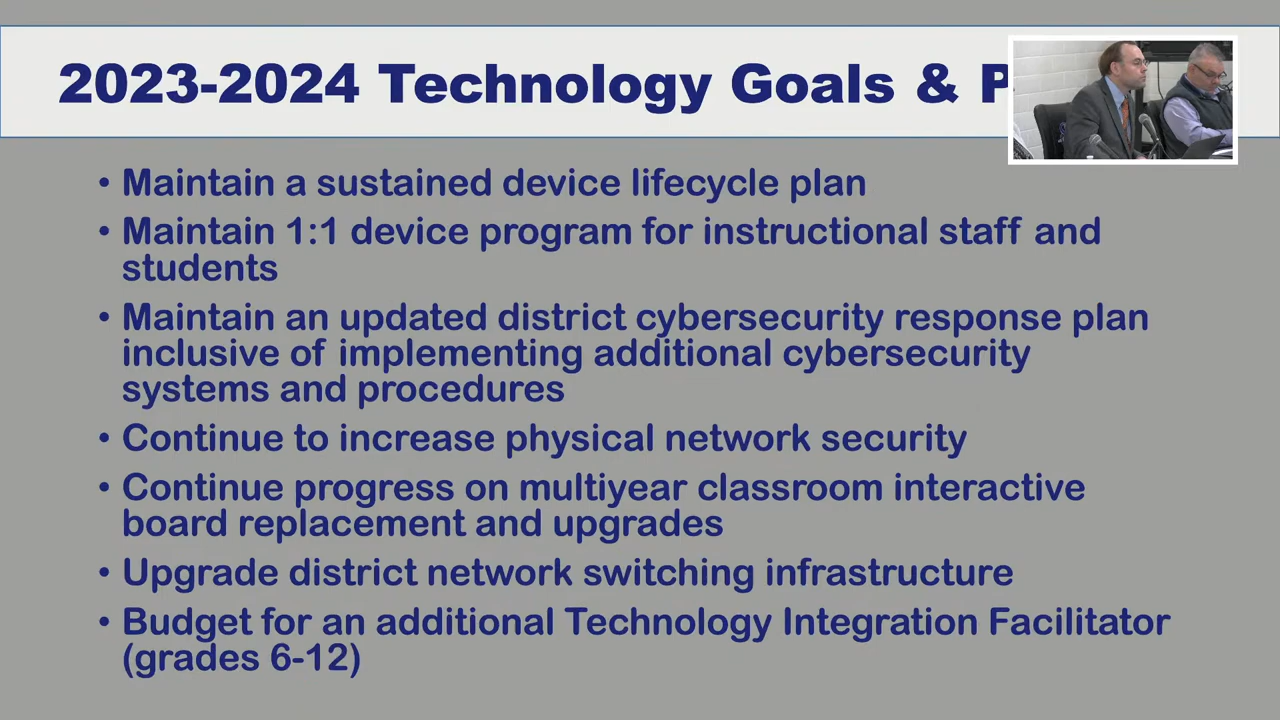 2023-2024 Technology Goals & P
• Maintain a sustained device lifecycle plan
• Maintain 1:1 device program for instructional staff and
students
• Maintain an updated district cybersecurity response plan
inclusive of implementing additional cybersecurity
systems and procedures
• Continue to increase physical network security
• Continue progress on multiyear classroom interactive
board replacement and upgrades
• Upgrade district network switching infrastructure
• Budget for an additional Technology Integration Facilitator
(grades 6-12)